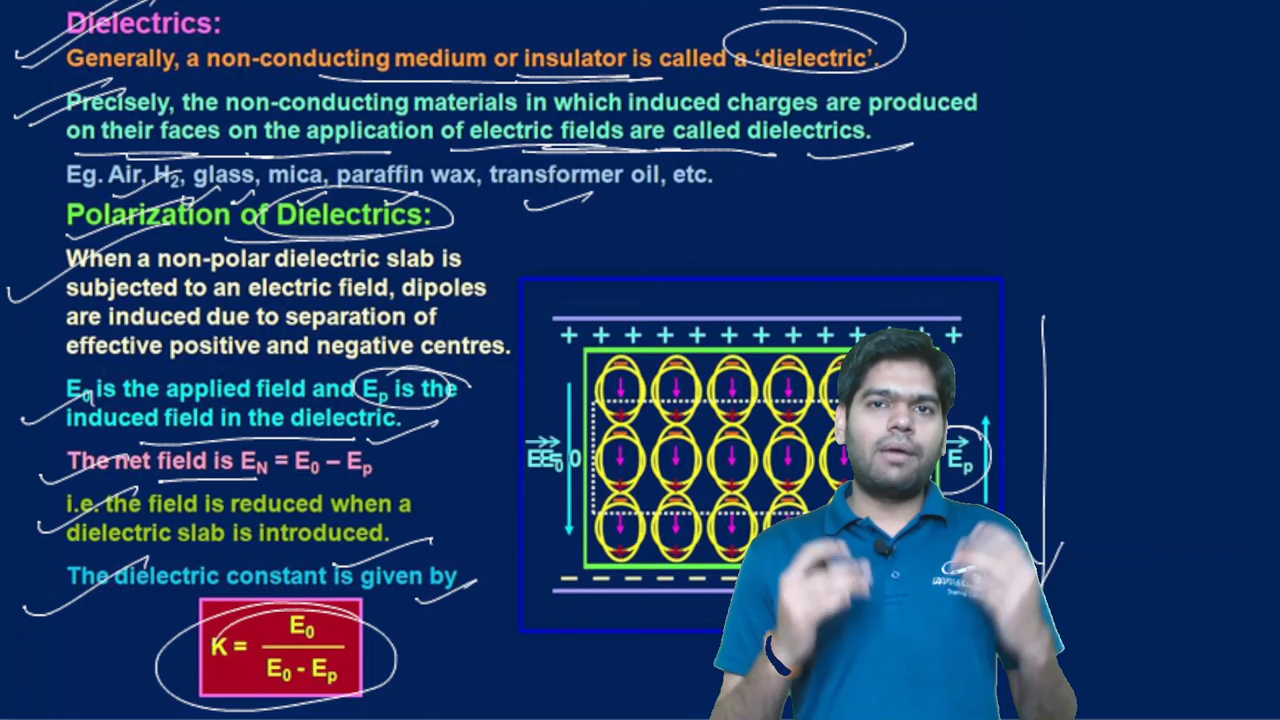 Dielectrics:
Generally, a non-conducting medium or insulator is called a ‘dielectric’.
Precisely, the non-conducting materials in which induced charges are produced
on their faces on the application of electric fields are called dielectrics.
Eg. Air, H2, glass, mica, paraffin wax, transformer oil, etc.
Polarization of Dielectrics:
When a non-polar dielectric slab is
subjected to an electric field, dipoles
are induced due to separation of
effective positive and negative centres.
E0 is the applied field and Ep is the
induced field in the dielectric.
The net field is EN = E0 – Ep
i.e. the field is reduced when a
dielectric slab is introduced.
The dielectric constant is given by
K = E0
E0 - Ep
+ + + + + + + + + + + + +
Ep